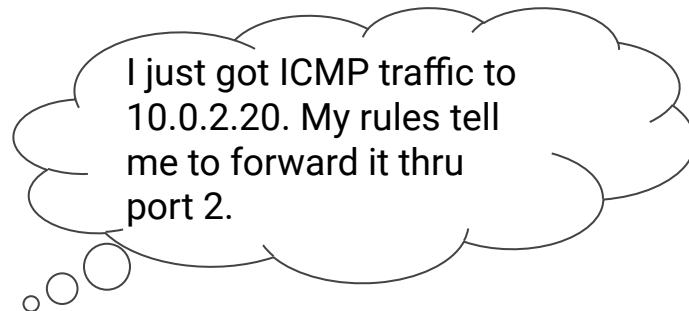 I just got ICMP traffic to
10.0.2.20. My rules tell
me to forward it thru
port 2.